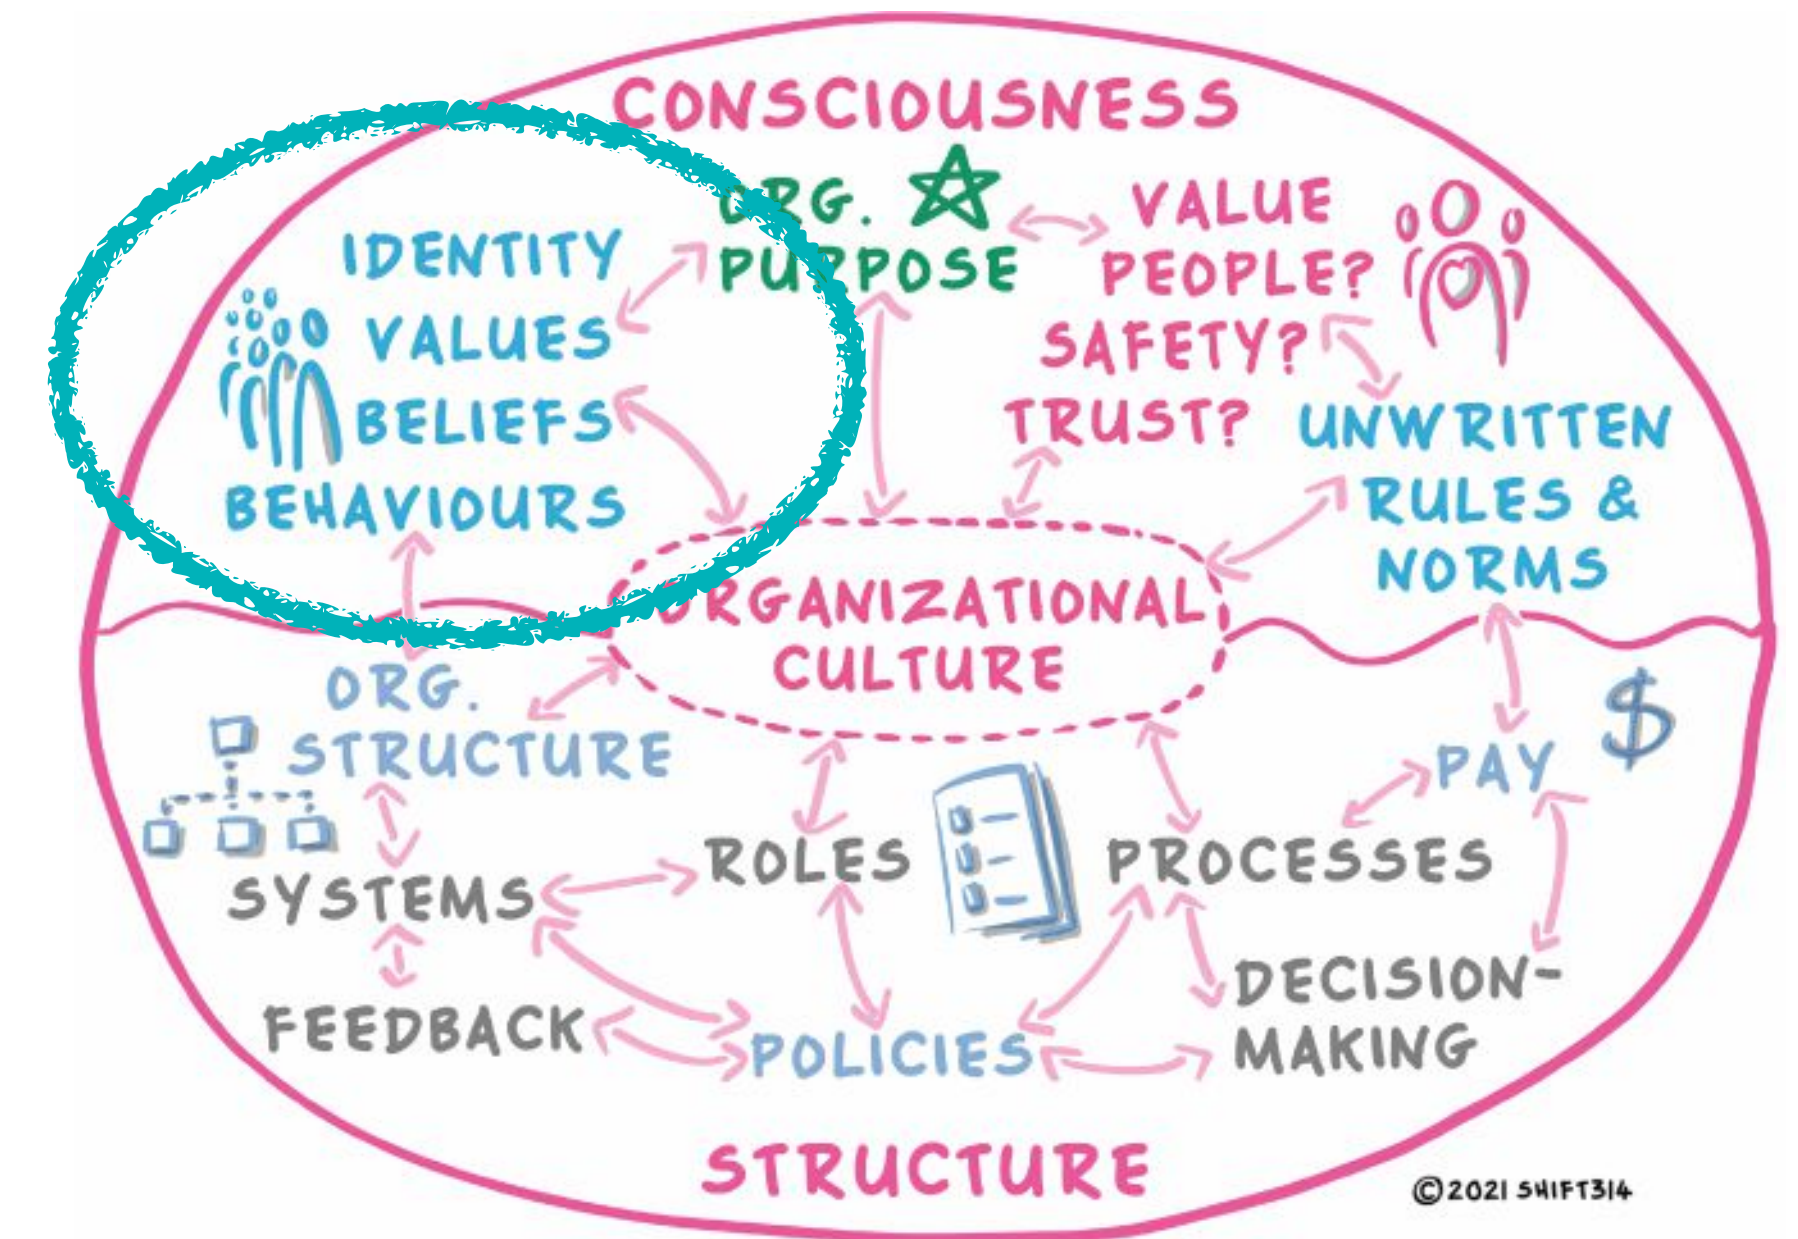 CONSCIOUSNESS
ORG.
PURPOSE
IDENTITY
VALUES
BELIEFS
BEHAVIOURS
VALUE
PEOPLE?
SAFETY?
TRUST?
UNWRITTEN
RULES &
NORMS
ORGANIZATIONAL
CULTURE
ORG.
STRUCTURE
PAY
$
SYSTEMS
ROLES
PROCESSES
FEEDBACK
POLICIES
DECISION-
MAKING
STRUCTURE
©2021 SHIFT314